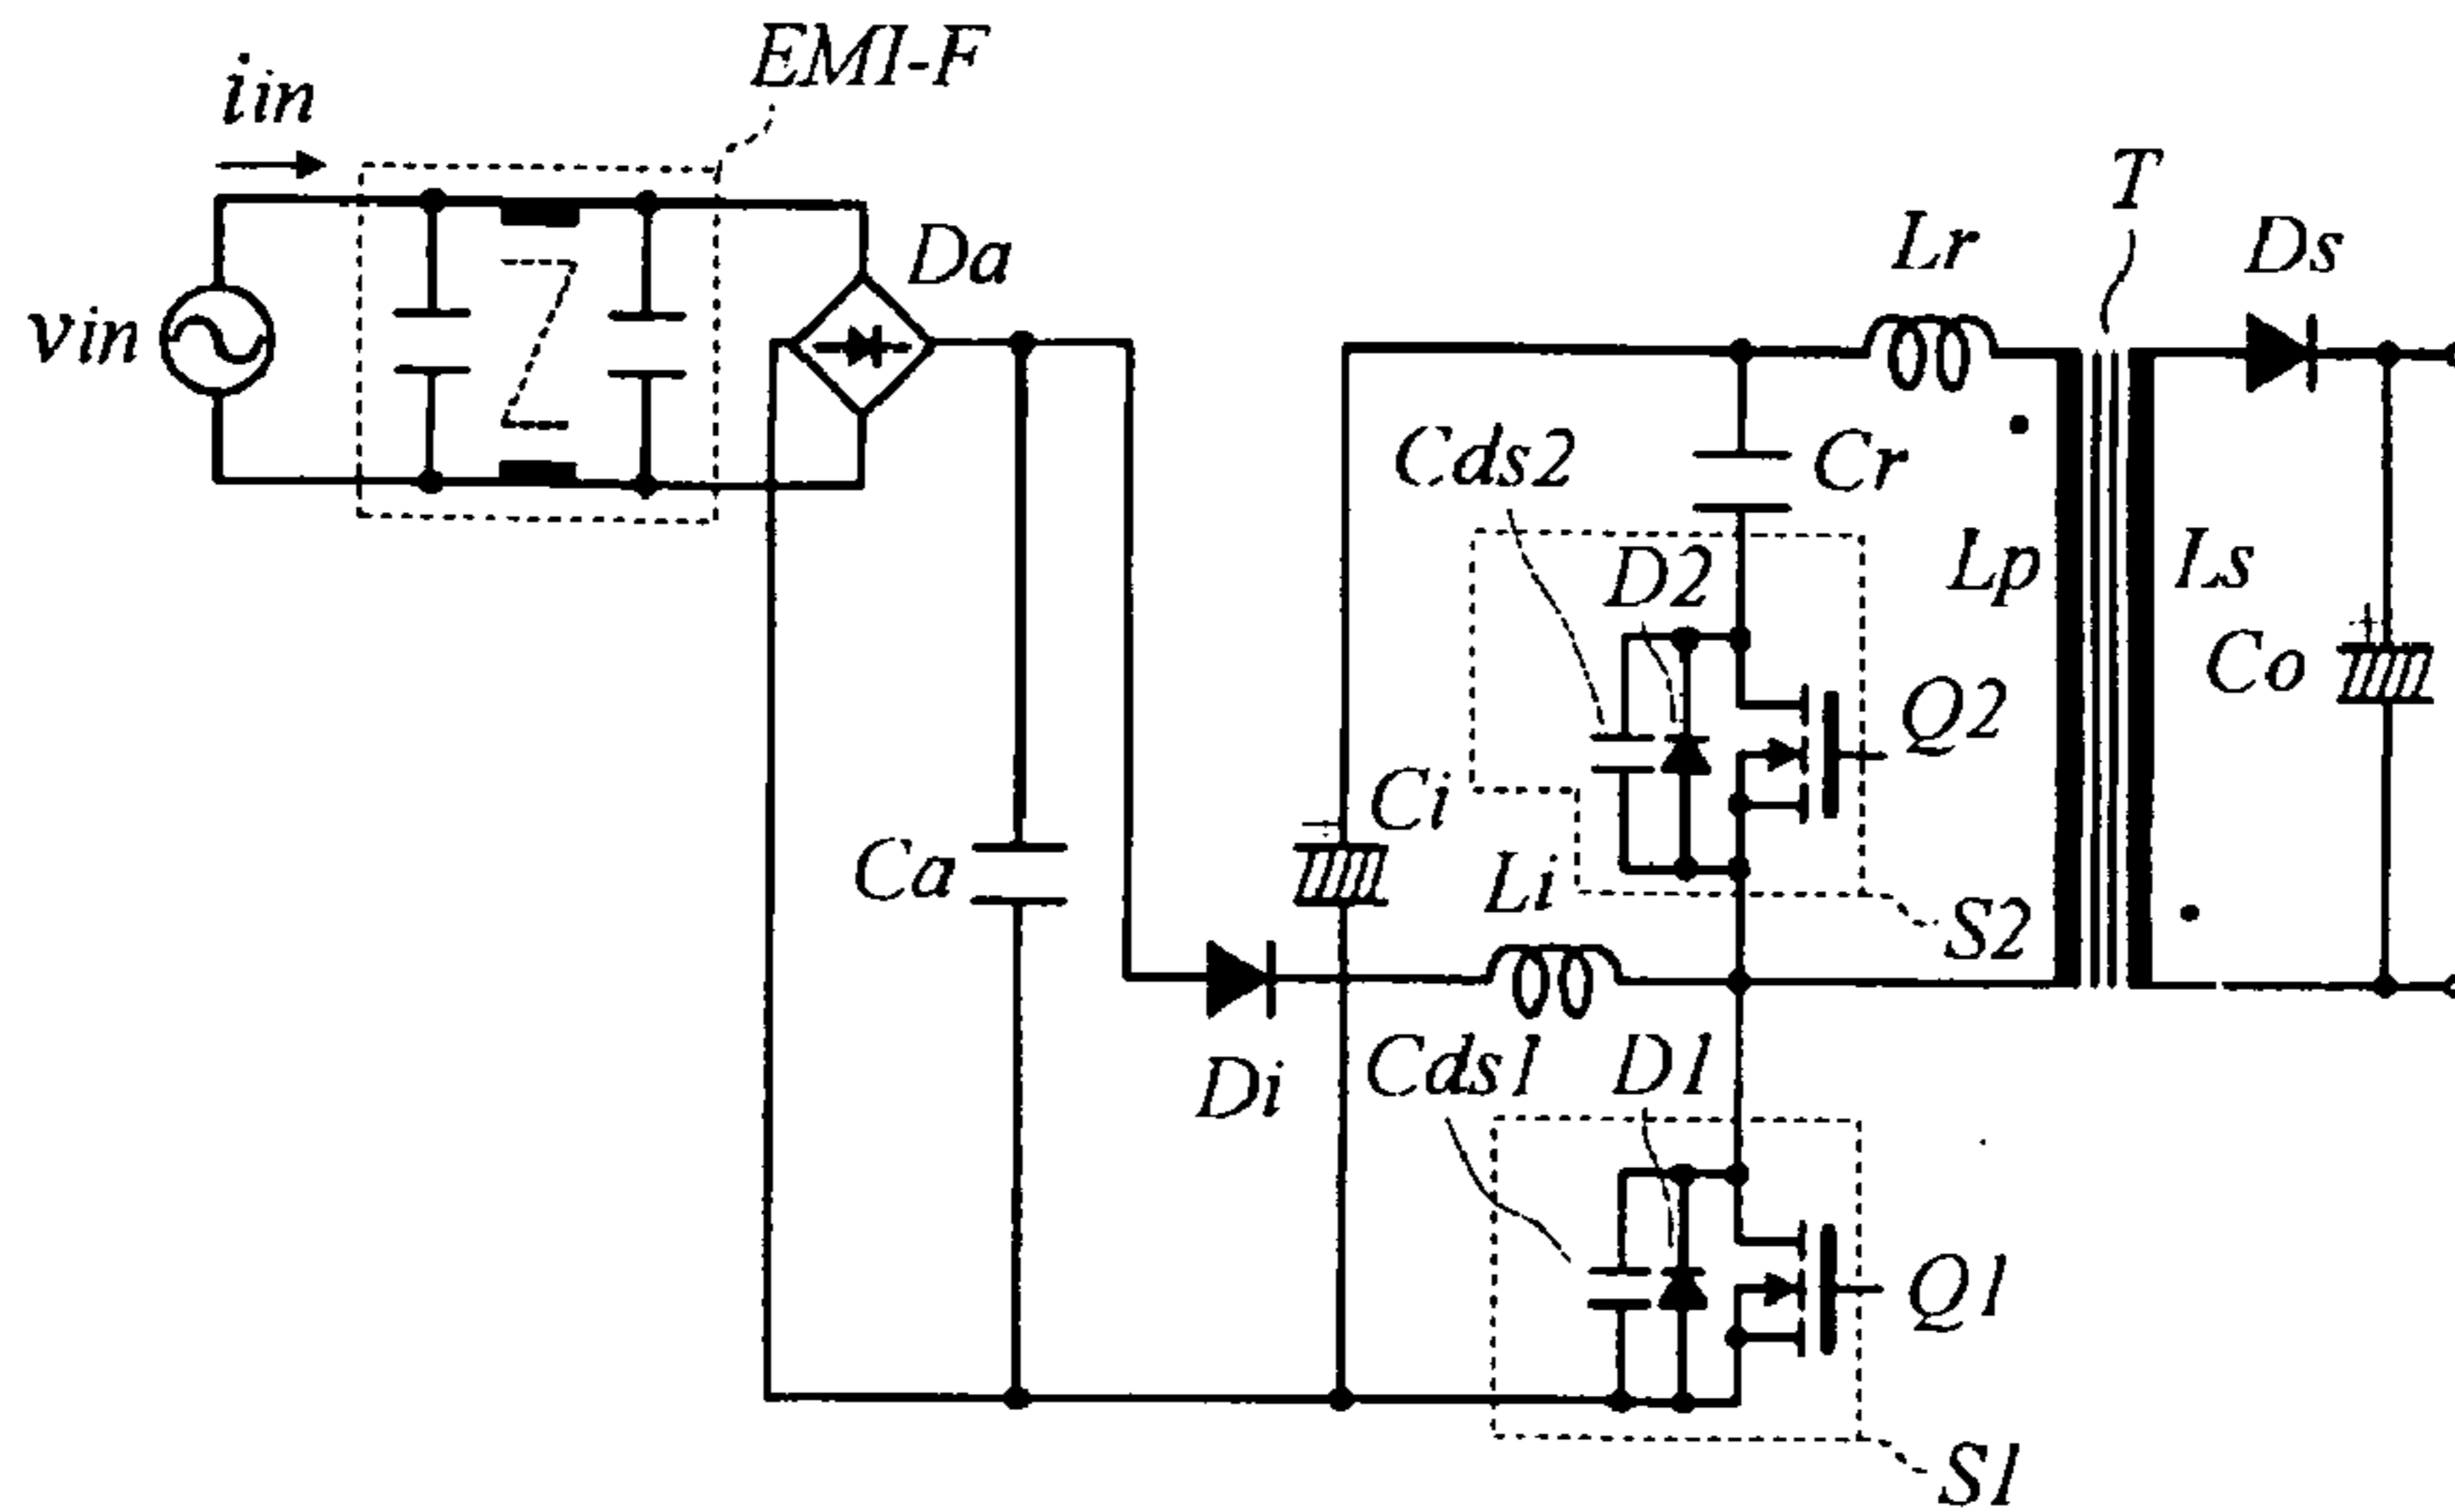 EMI-F
iin
T
Lr
Ds
Da
vin
Cds2
Cr
D2
Lp
Ls
Co
Q2
Ci
Ca
Li
S2
Di
Cds1
D1
Q1
S1